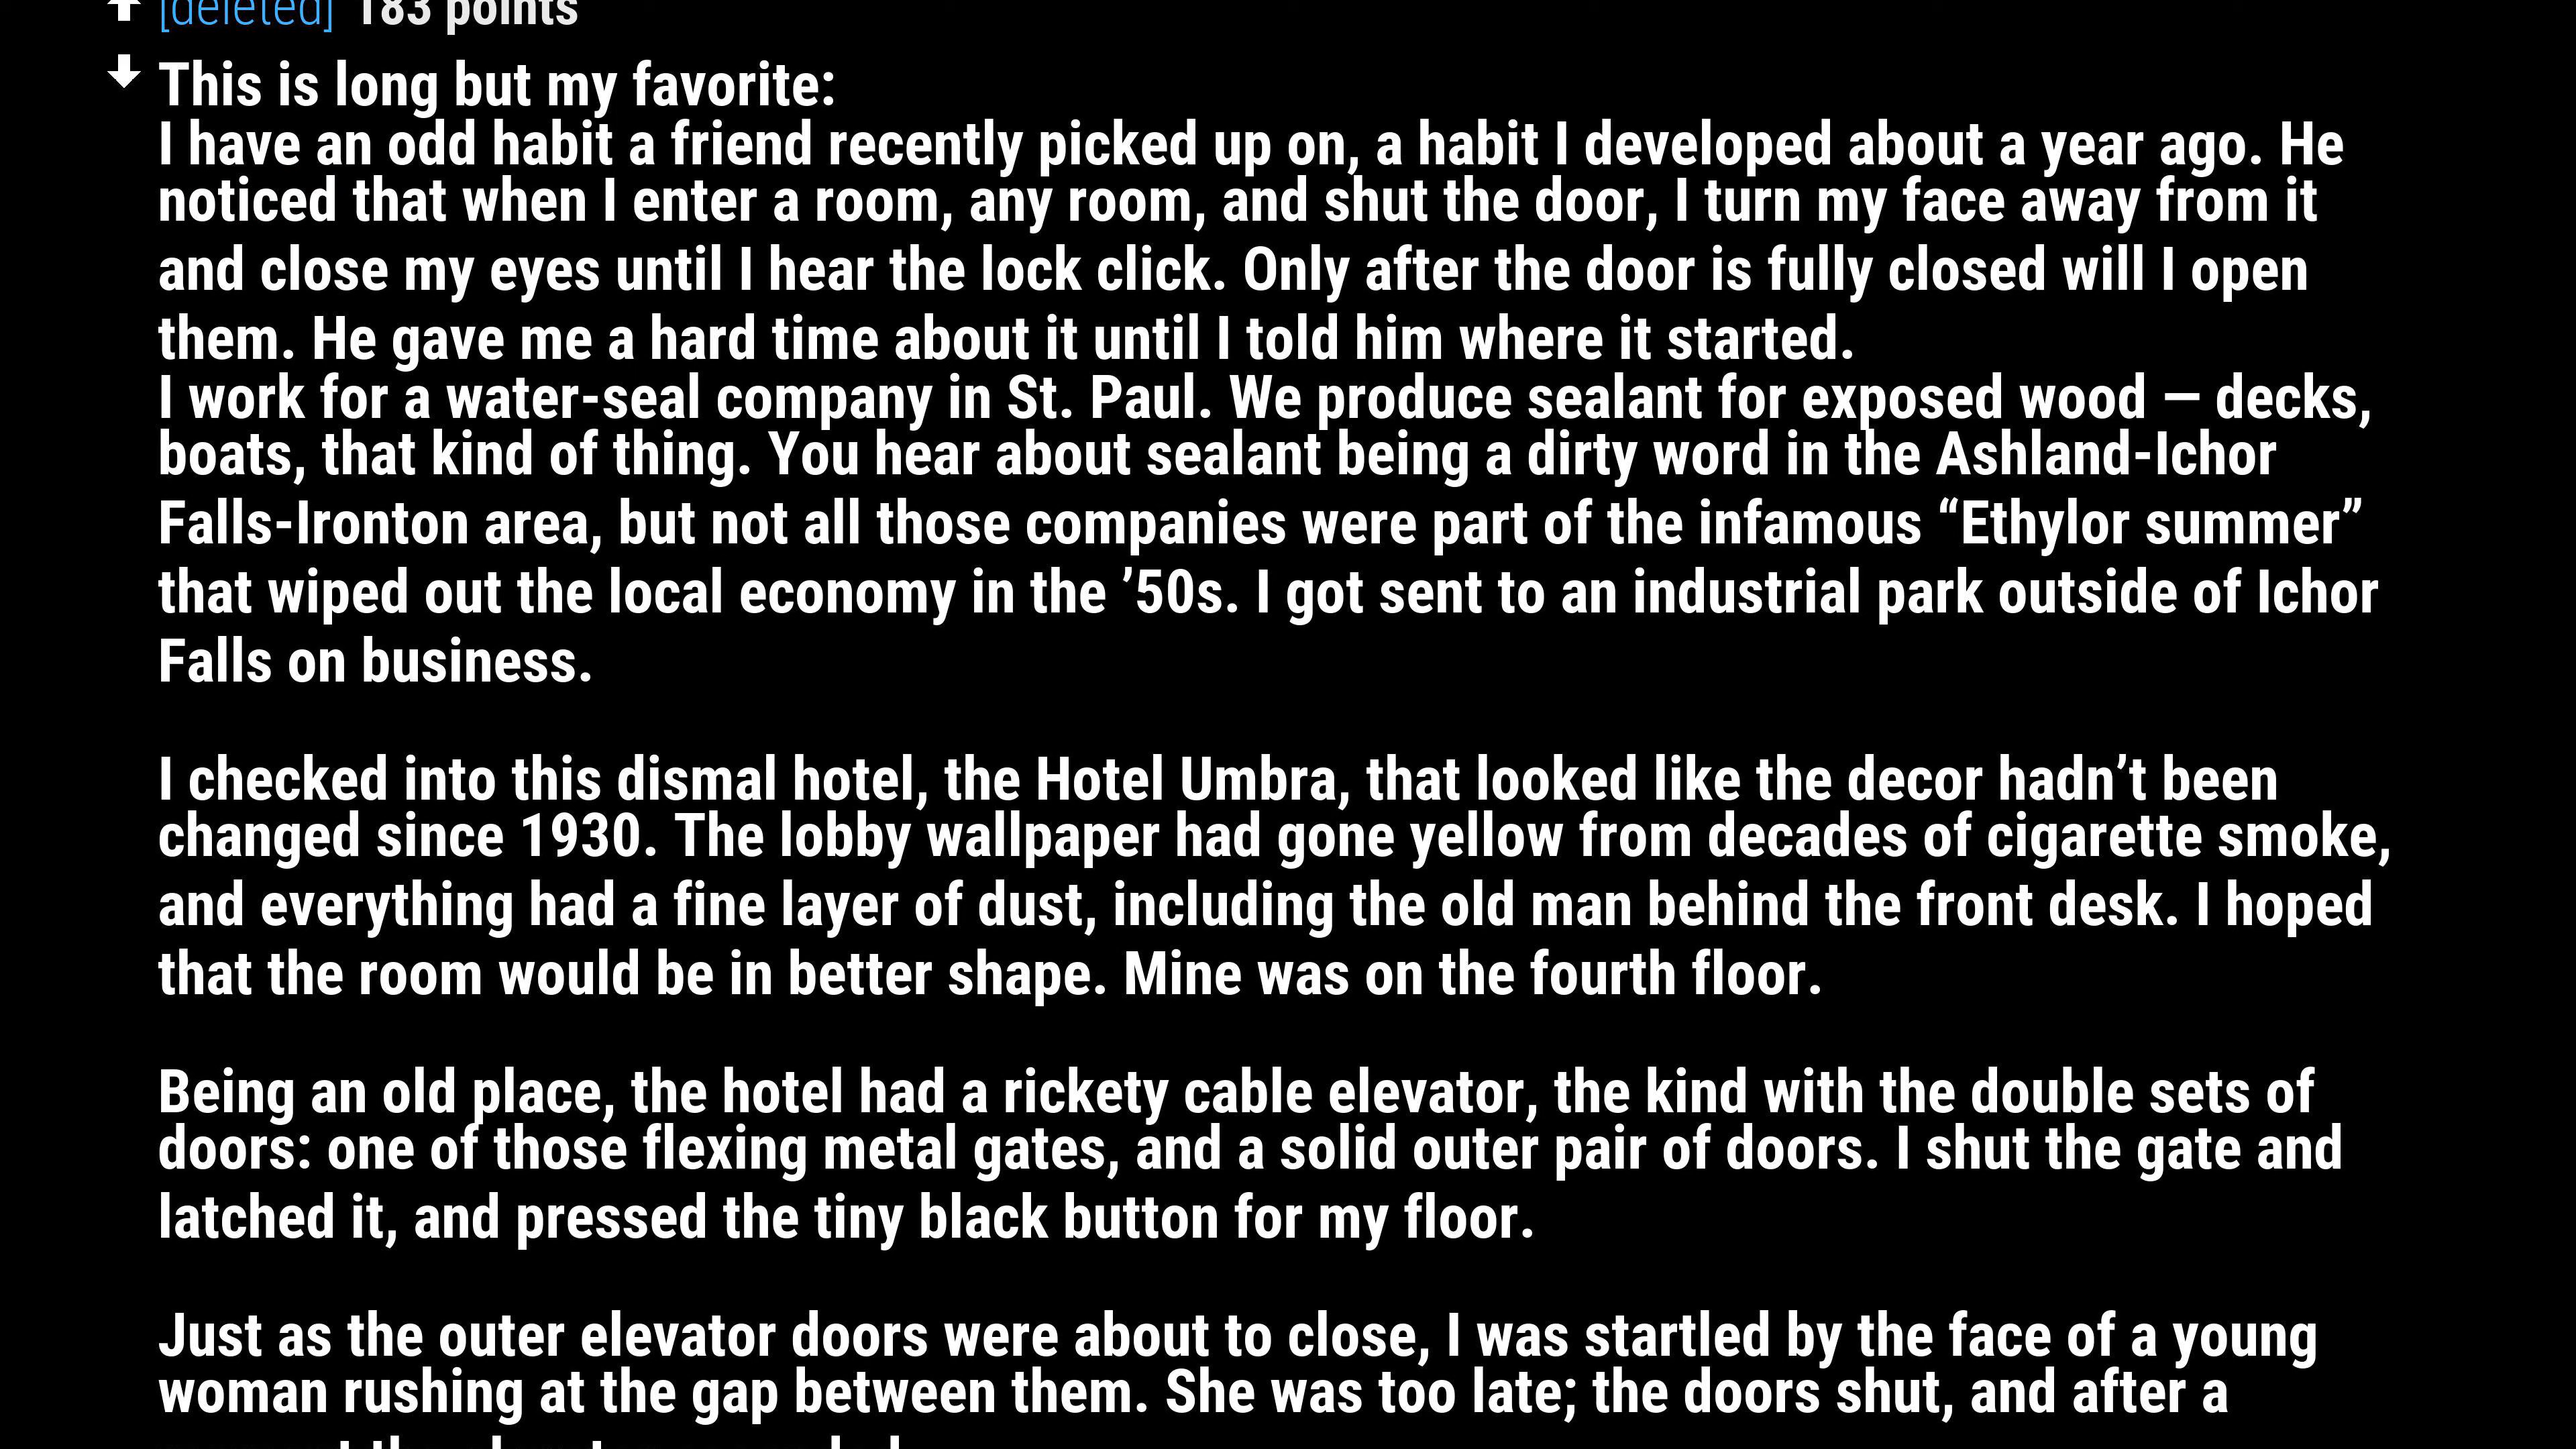 [deleted] 183 points
This is long but my favorite:
I have an odd habit a friend recently picked up on, a habit I developed about a year ago. He
noticed that when I enter a room, any room, and shut the door, I turn my face away from it
and close my eyes until I hear the lock click. Only after the door is fully closed will I open
them. He gave me a hard time about it until I told him where it started.
I work for a water-seal company in St. Paul. We produce sealant for exposed wood — decks,
boats, that kind of thing. You hear about sealant being a dirty word in the Ashland-Ichor
Falls-Ironton area, but not all those companies were part of the infamous “Ethylor summer”
that wiped out the local economy in the ’50s. I got sent to an industrial park outside of Ichor
Falls on business.
I checked into this dismal hotel, the Hotel Umbra, that looked like the decor hadn’t been
changed since 1930. The lobby wallpaper had gone yellow from decades of cigarette smoke,
and everything had a fine layer of dust, including the old man behind the front desk. I hoped
that the room would be in better shape. Mine was on the fourth floor.
Being an old place, the hotel had a rickety cable elevator, the kind with the double sets of
doors: one of those flexing metal gates, and a solid outer pair of doors. I shut the gate and
latched it, and pressed the tiny black button for my floor.
Just as the outer elevator doors were about to close, I was startled by the face of a young
woman rushing at the gap between them. She was too late; the doors shut, and after a